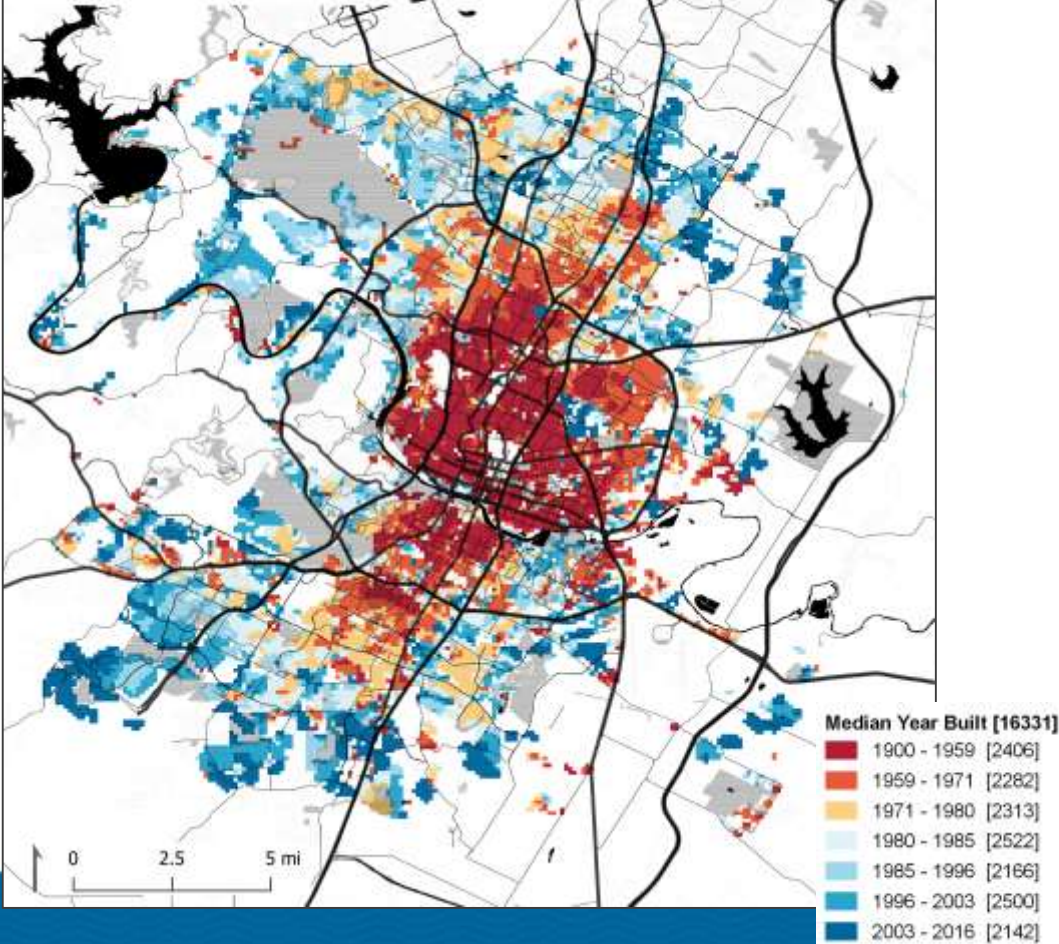 0 2.5 5 mi
f
Median Year Built [16331]
1900 - 1959 [2406]
1959 - 1971 [2282]
1971 - 1980 [2313]
1980 - 1985 [2522]
1985 - 1996 [2166]
1996 - 2003 [2500]
2003 - 2016 [2142]